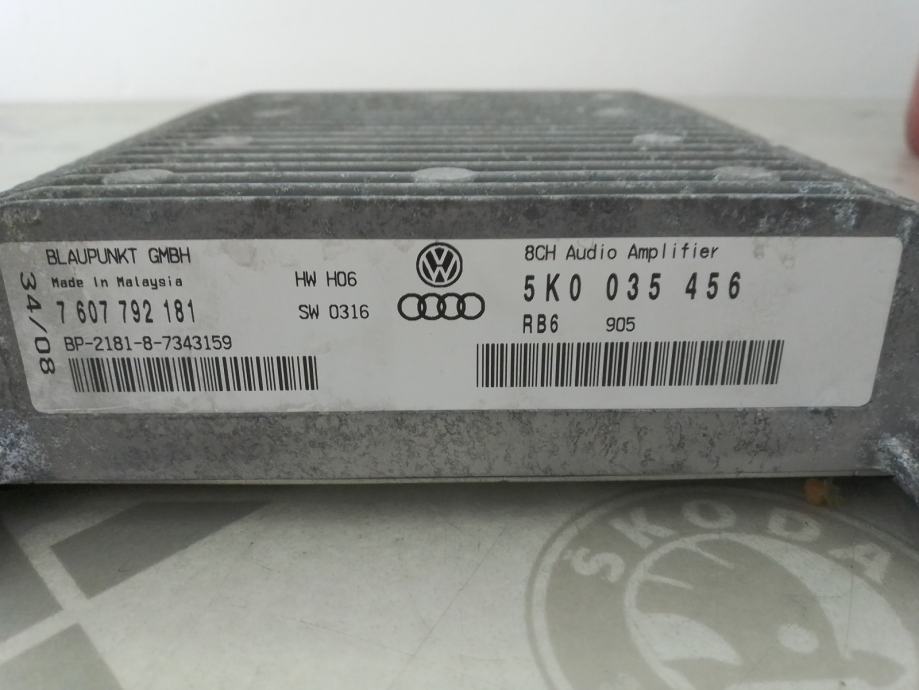 34/08
BLAUPUNKT GMBH
Made In Malaysia
7 607 792 181
BP-2181-8-7343159
HW H06
SW 0316
8CH Audio Amplifier
5K0 035 456
RB6 905
SKODA